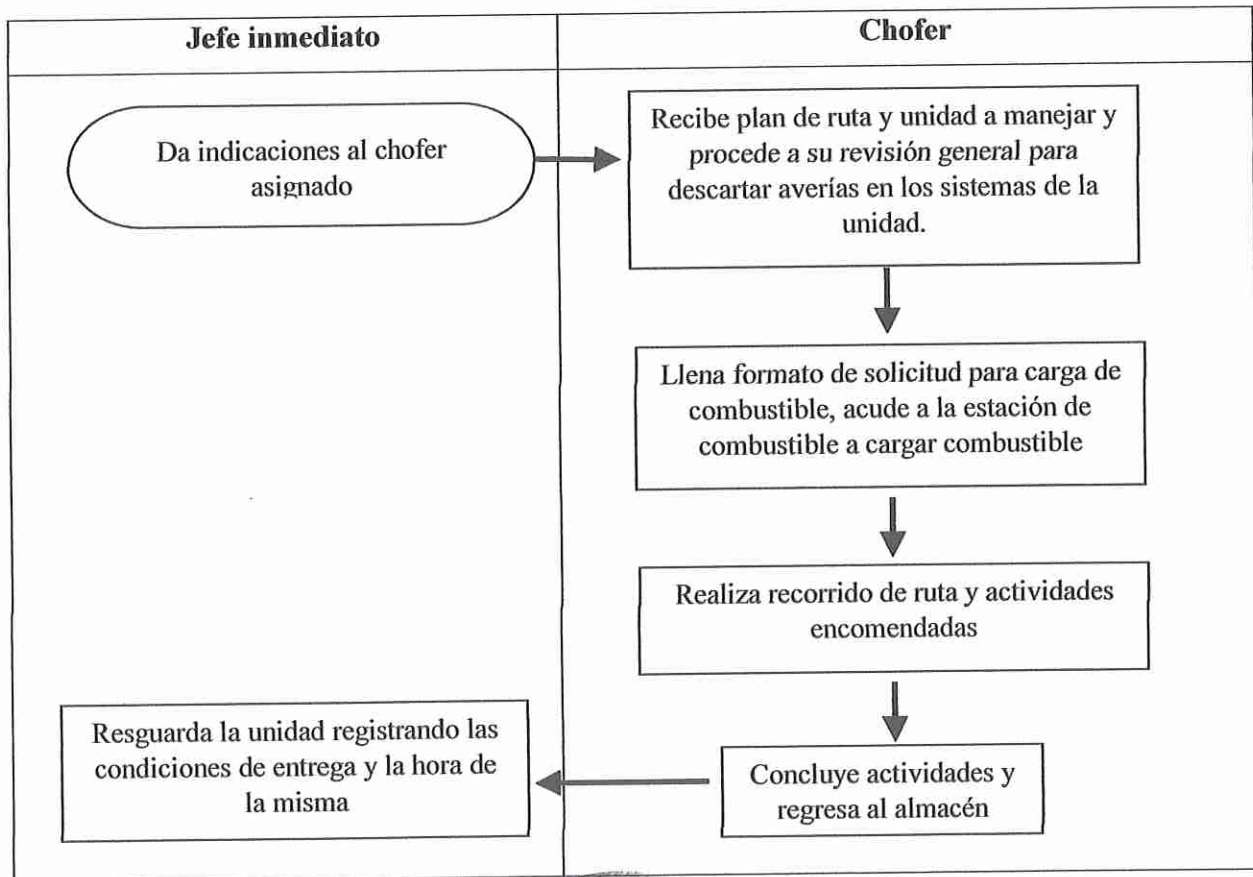 Jefe inmediato
Chofer
Da indicaciones al chofer
asignado
Recibe plan de ruta y unidad a manejar y
procede a su revisión general para
descartar averías en los sistemas de la
unidad.
Llena formato de solicitud para carga de
combustible, acude a la estación de
combustible a cargar combustible
Realiza recorrido de ruta y actividades
encomendadas
Concluye actividades y
regresa al almacén
Resguarda la unidad registrando las
condiciones de entrega y la hora de
la misma